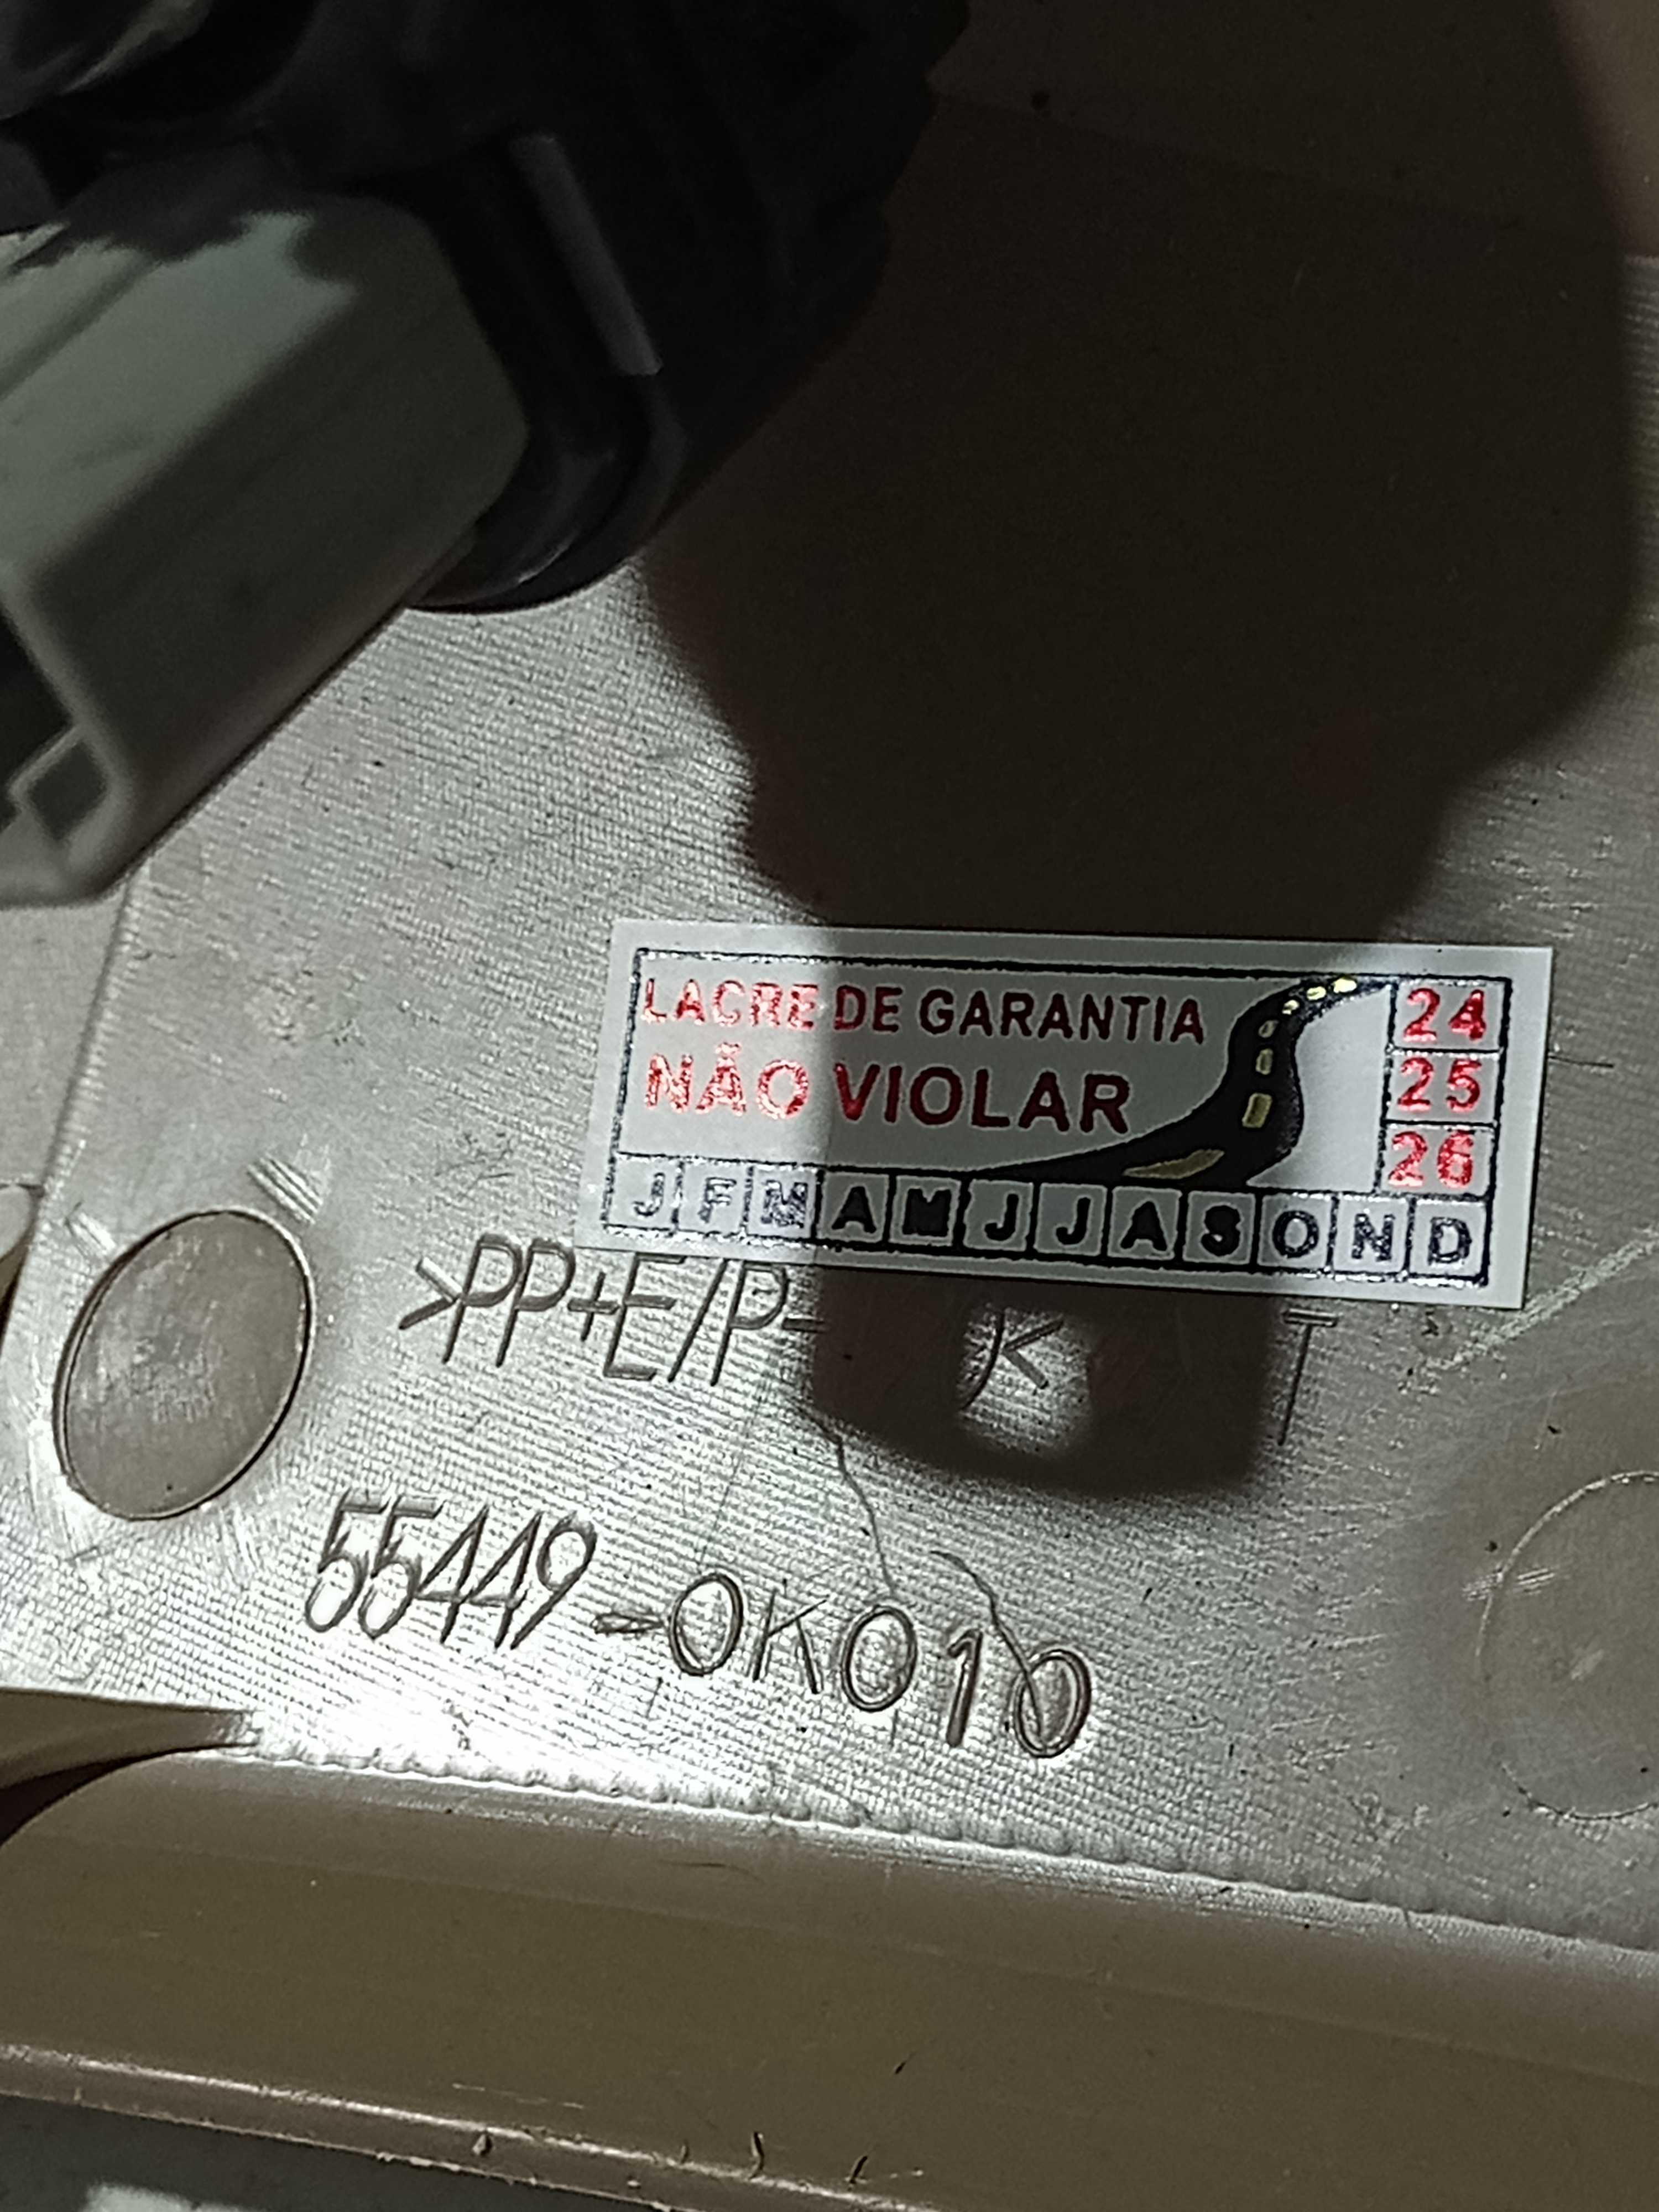 LACRE DE GARANTIA
NÃO VIOLAR
24
25
26
J F M A M J J A S O N D
>PP+E/P-
K T
55449-0K010